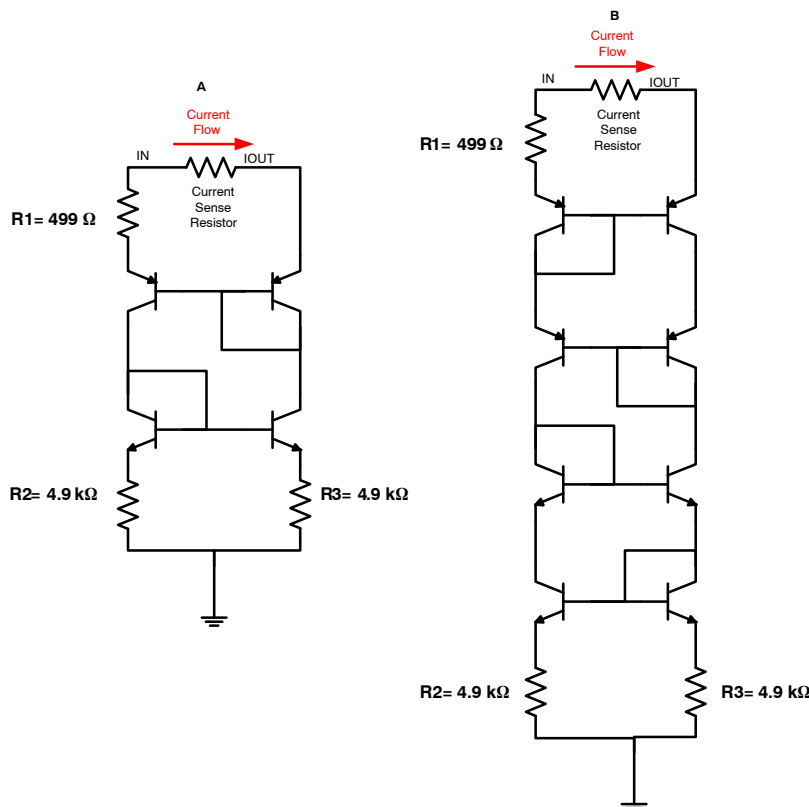 A
Current
Flow
IN
IOUT
Current
Sense
Resistor
R1= 499 Ω
R2= 4.9 kΩ
R3= 4.9 kΩ
B
Current
Flow
IN
IOUT
Current
Sense
Resistor
R1= 499 Ω
R2= 4.9 kΩ
R3= 4.9 kΩ